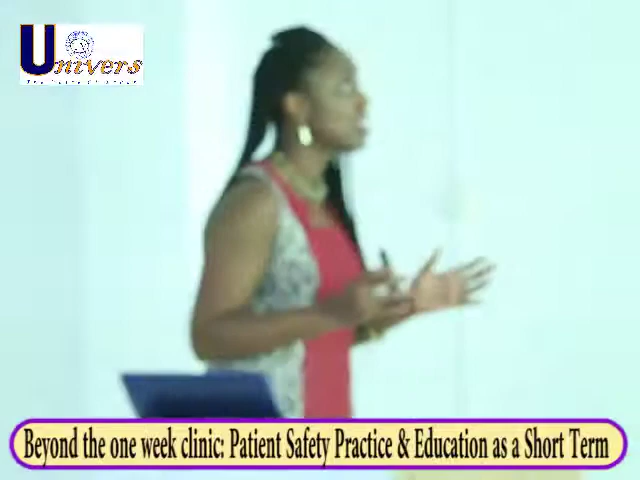 Univers
Beyond the one week clinic: Patient Safety Practice & Education as a Short Term